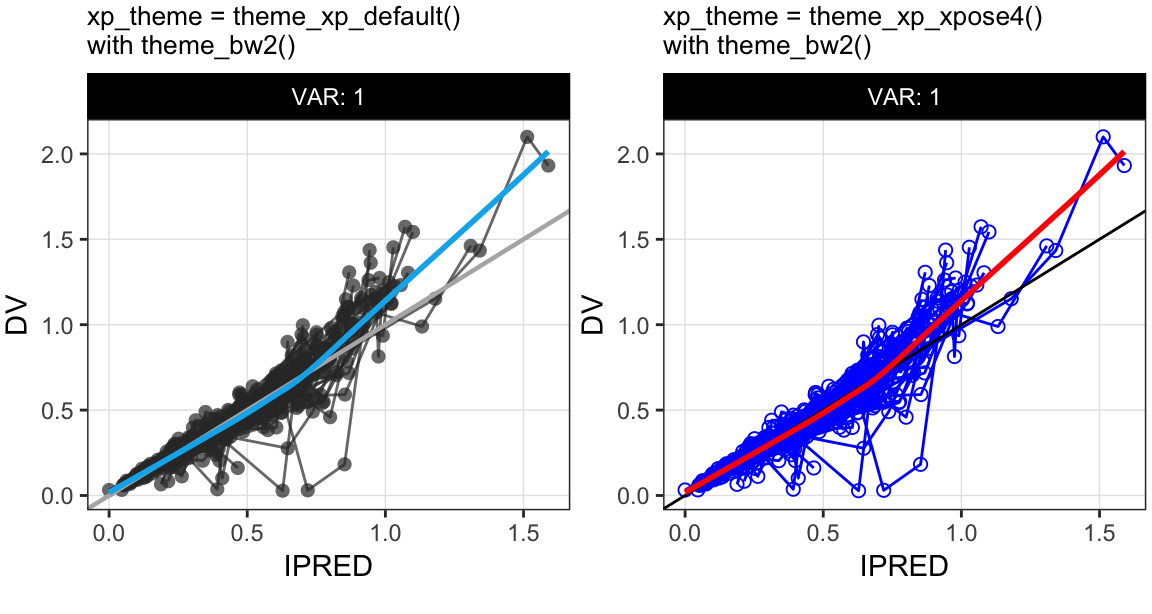 xp_theme = theme_xp_default()
with theme_bw2()
VAR: 1
2.0
1.5
1.0
0.5
0.0
DV
0.0 0.5 1.0 1.5
IPRED
xp_theme = theme_xp_xpose4()
with theme_bw2()
VAR: 1
2.0
1.5
1.0
0.5
0.0
DV
0.0 0.5 1.0 1.5
IPRED